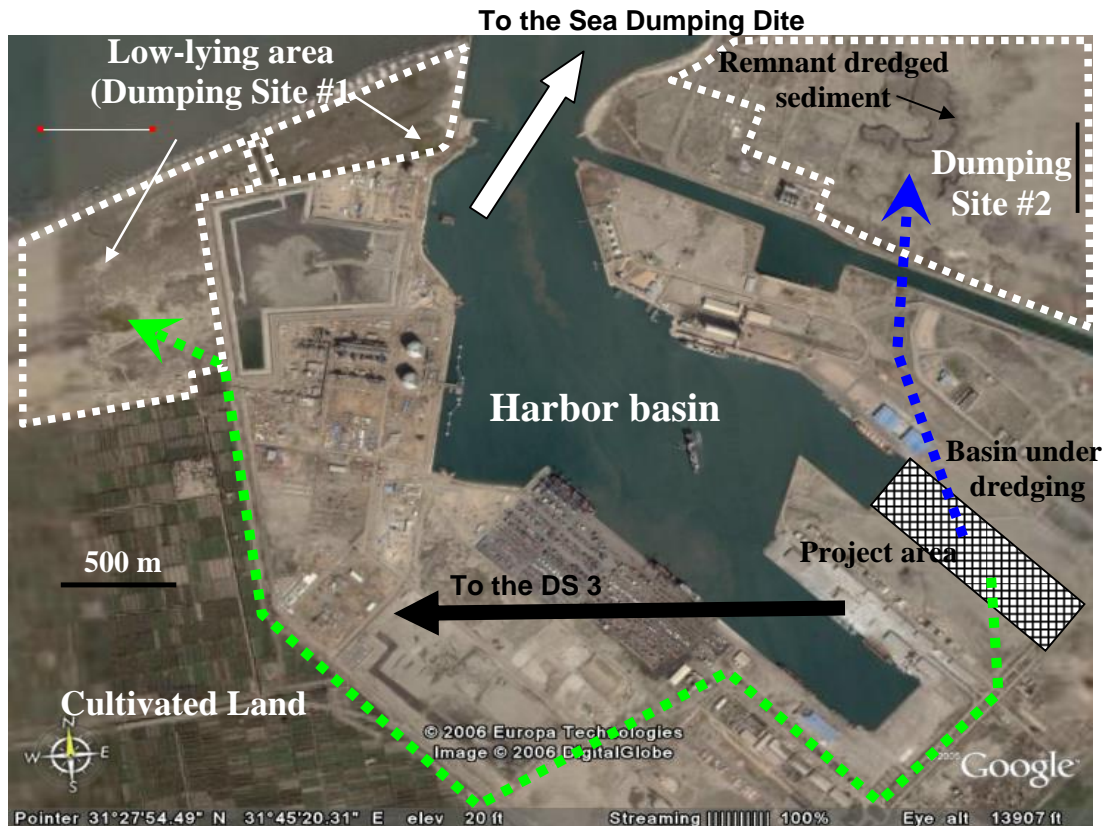 To the Sea Dumping Dite
Low-lying area
(Dumping Site #1
Remnant dredged
sediment
Dumping
Site #2
Harbor basin
Basin under
dredging
Project area
500 m
To the DS 3
Cultivated Land
N
W E
S
© 2006 Europa Technologies
Image © 2006 DigitalGlobe
2005
Google
Pointer 31°27'54.49" N 31°45'20.31" E elev 20 ft Streaming |||||||||| 100% Eye alt 13907 ft